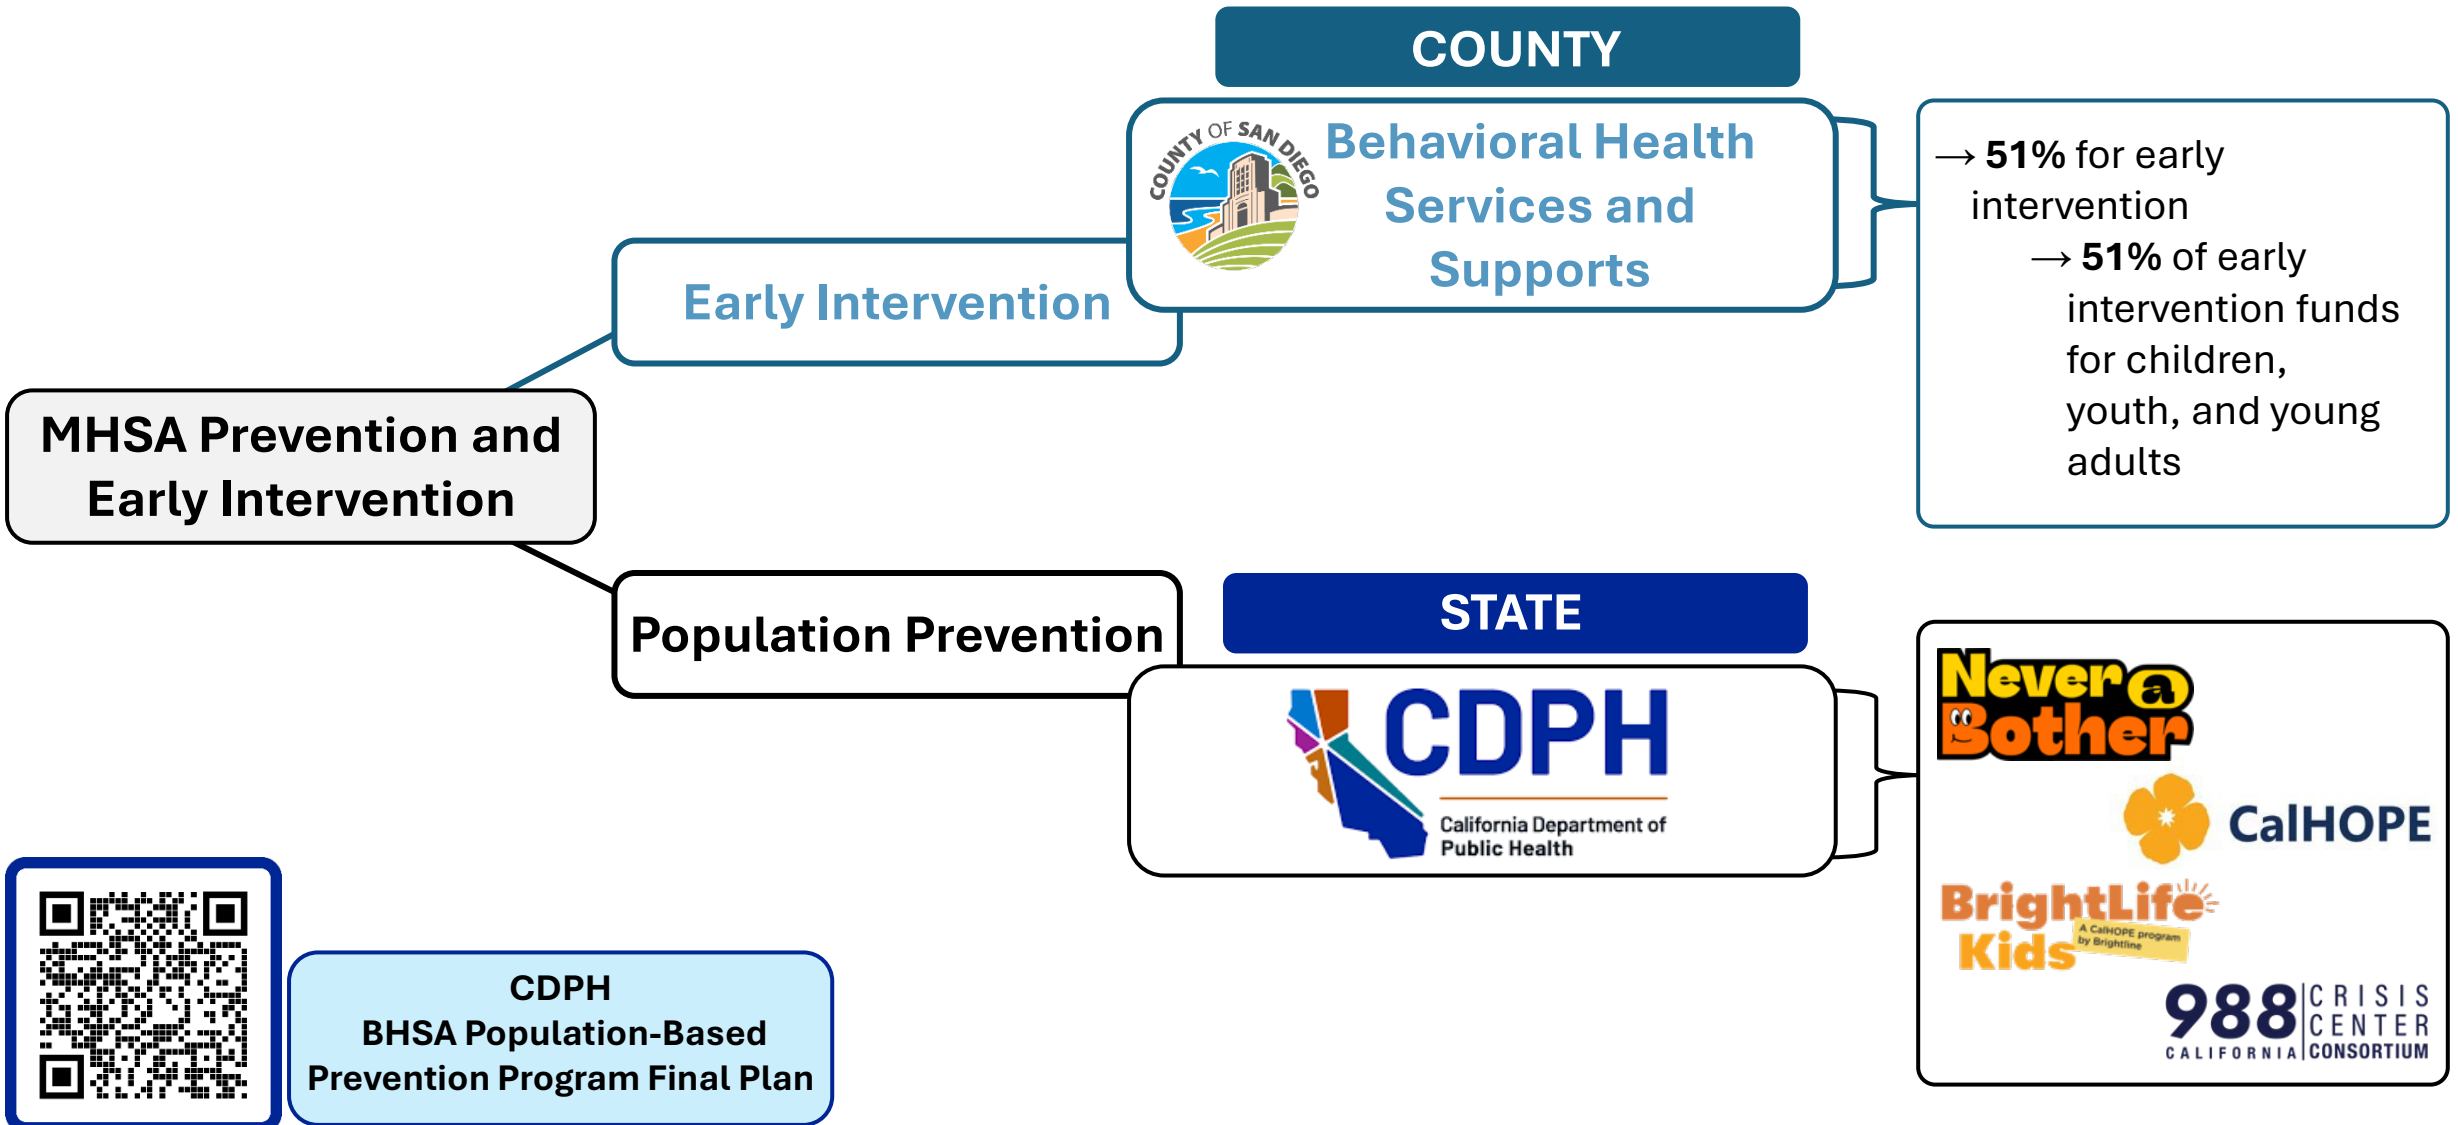 COUNTY
COUNTY OF SAN DIEGO
Behavioral Health
Services and
Supports
→ 51% for early
intervention
→ 51% of early
intervention funds
for children,
youth, and young
adults
Early Intervention
MHSA Prevention and
Early Intervention
Population Prevention
STATE
CDPH
California Department of
Public Health
Never a
Bother
CalHOPE
BrightLife
Kids
A CalHOPE program
by Brightline
988
CALIFORNIA
CRISIS
CENTER
CONSORTIUM
CDPH
BHSA Population-Based
Prevention Program Final Plan